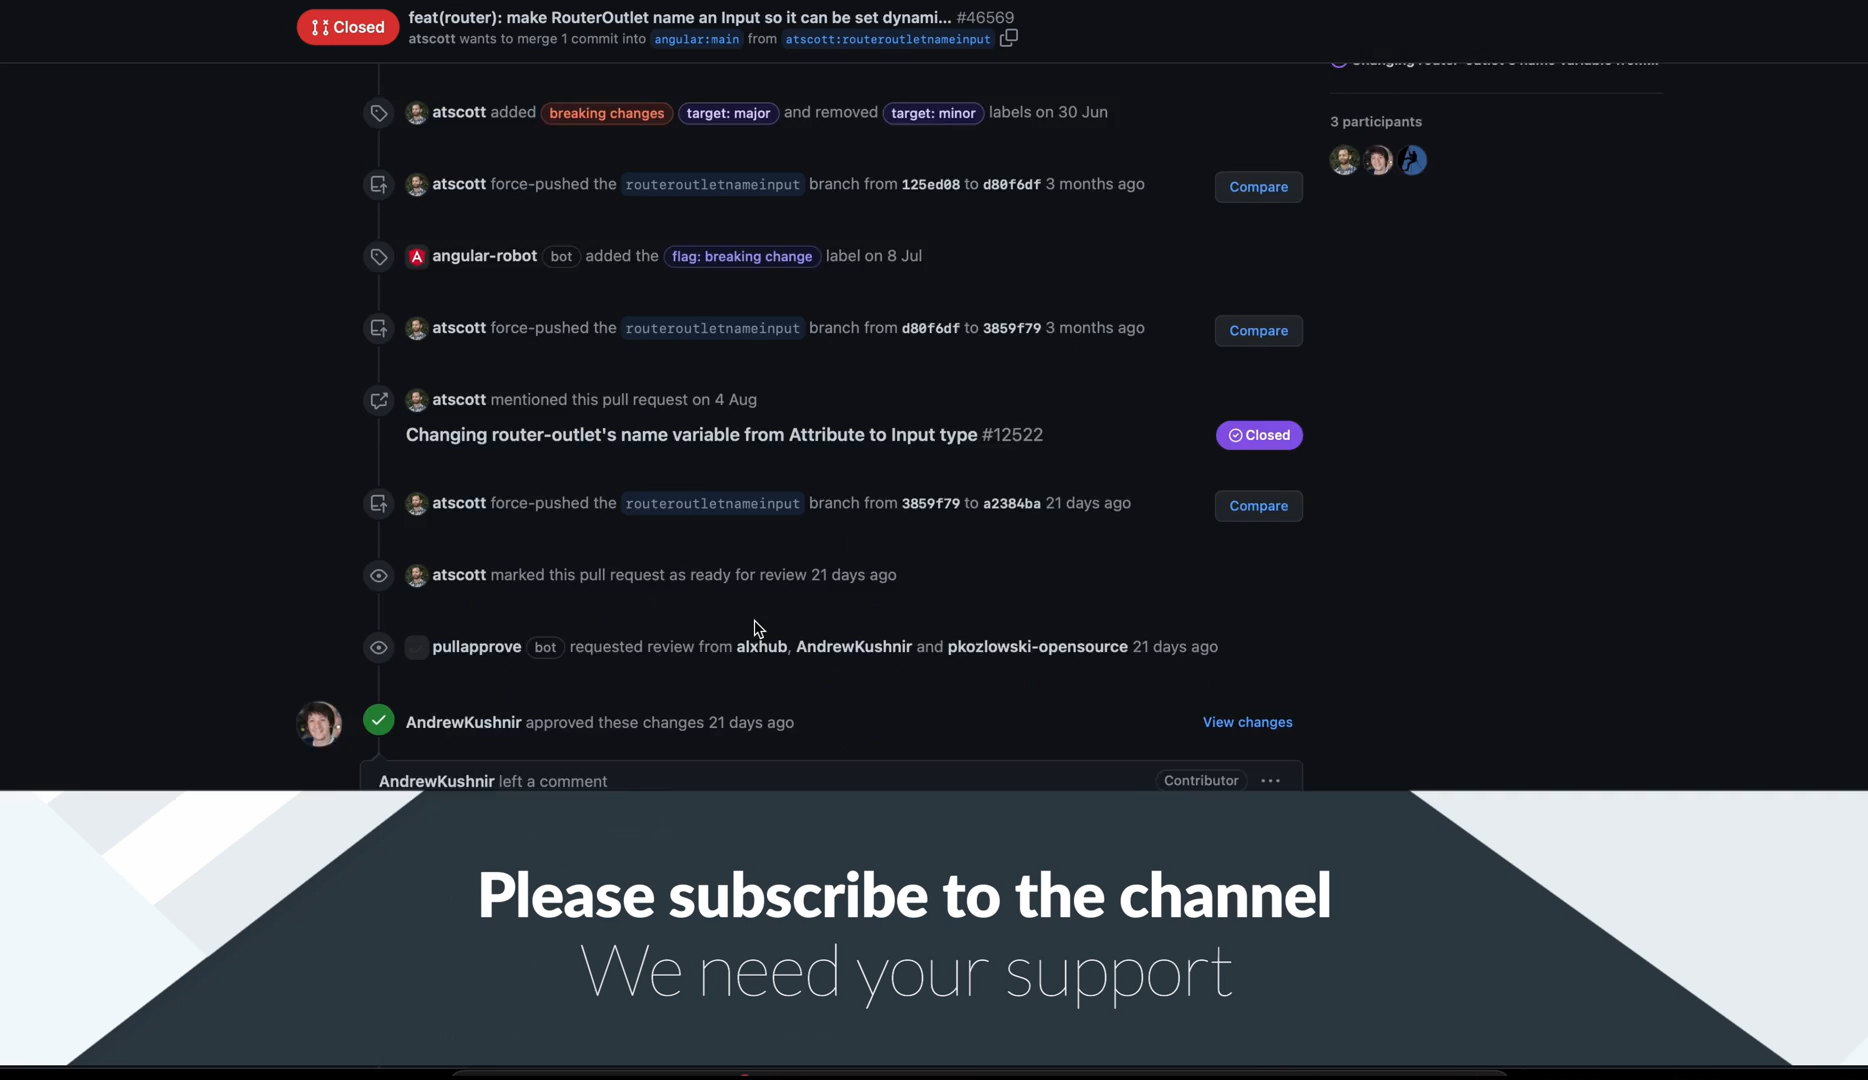 Closed
feat(router): make RouterOutlet name an Input so it can be set dynami... #46569
atscott wants to merge 1 commit into angular:main from atscott:routeroutletnameinput
Changing router-outlet's name variable from...
3 participants
atscott added breaking changes target: major and removed target: minor labels on 30 Jun
atscott force-pushed the routeroutletnameinput branch from 125ed08 to d80f6df 3 months ago Compare
angular-robot bot added the flag: breaking change label on 8 Jul
atscott force-pushed the routeroutletnameinput branch from d80f6df to 3859f79 3 months ago Compare
atscott mentioned this pull request on 4 Aug
Changing router-outlet's name variable from Attribute to Input type #12522 Closed
atscott force-pushed the routeroutletnameinput branch from 3859f79 to a2384ba 21 days ago Compare
atscott marked this pull request as ready for review 21 days ago
pullapprove bot requested review from alxhub, AndrewKushnir and pkozlowski-opensource 21 days ago
AndrewKushnir approved these changes 21 days ago View changes
AndrewKushnir left a comment Contributor ...
Please subscribe to the channel
We need your support